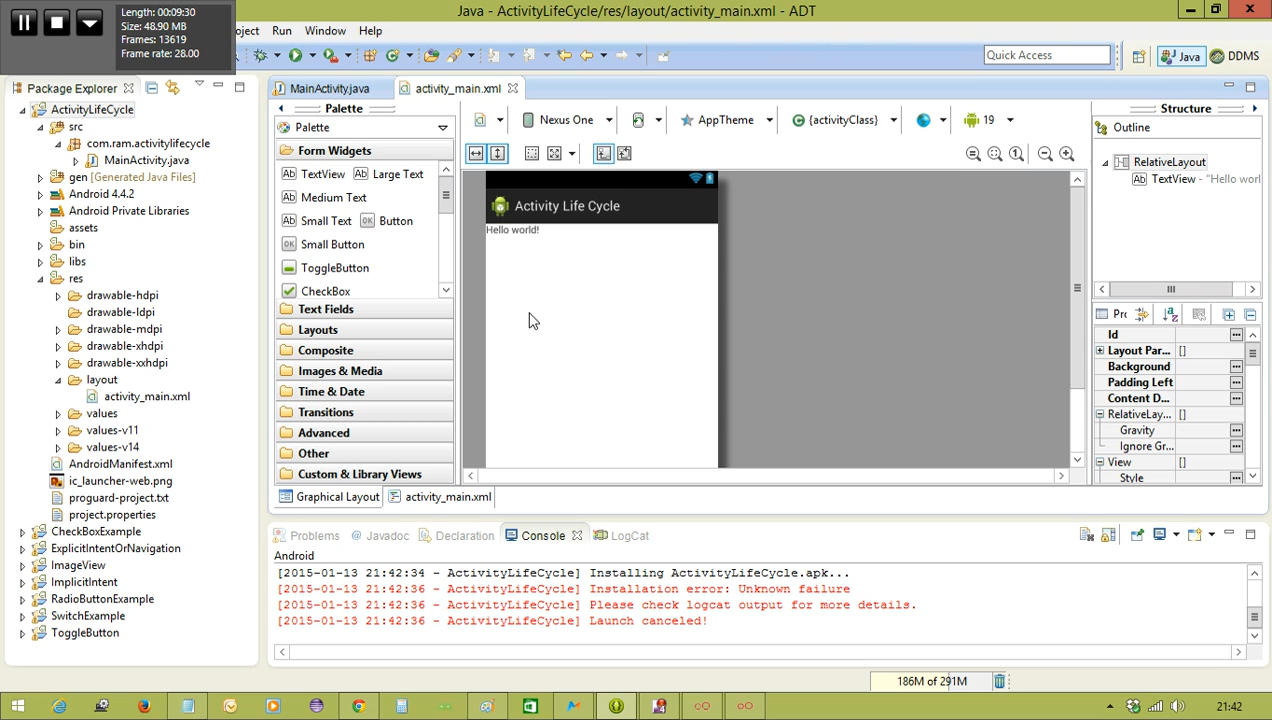 Java - ActivityLifeCycle/res/layout/activity_main.xml - ADT
Length: 00:09:30
Size: 48.90 MB
Frames: 13619
Frame rate: 28.00
oject Run Window Help
Quick Access
Java
DDMS
Package Explorer
ActivityLifeCycle
src
com.ram.activitylifecycle
MainActivity.java
gen [Generated Java Files]
Android 4.4.2
Android Private Libraries
assets
bin
libs
res
drawable-hdpi
drawable-ldpi
drawable-mdpi
drawable-xhdpi
drawable-xxhdpi
layout
activity_main.xml
values
values-v11
values-v14
AndroidManifest.xml
ic_launcher-web.png
proguard-project.txt
project.properties
CheckBoxExample
ExplicitIntentOrNavigation
ImageView
ImplicitIntent
RadioButtonExample
SwitchExample
ToggleButton
MainActivity.java
activity_main.xml
Palette
Palette
Form Widgets
Ab TextView Ab Large Text
Ab Medium Text
Ab Small Text OK Button
OK Small Button
ToggleButton
CheckBox
Text Fields
Layouts
Composite
Images & Media
Time & Date
Transitions
Advanced
Other
Custom & Library Views
Nexus One
AppTheme
{activityClass}
19
Activity Life Cycle
Hello world!
Graphical Layout
activity_main.xml
Structure
Outline
RelativeLayout
Ab TextView - "Hello worl
Pr
Id
Layout Par... []
Background
Padding Left
Content D...
RelativeLay... []
Gravity
Ignore Gr...
View []
Style
Problems @ Javadoc Declaration Console LogCat
Android
[2015-01-13 21:42:34 - ActivityLifeCycle] Installing ActivityLifeCycle.apk...
[2015-01-13 21:42:36 - ActivityLifeCycle] Installation error: Unknown failure
[2015-01-13 21:42:36 - ActivityLifeCycle] Please check logcat output for more details.
[2015-01-13 21:42:36 - ActivityLifeCycle] Launch canceled!
186M of 291M
21:42